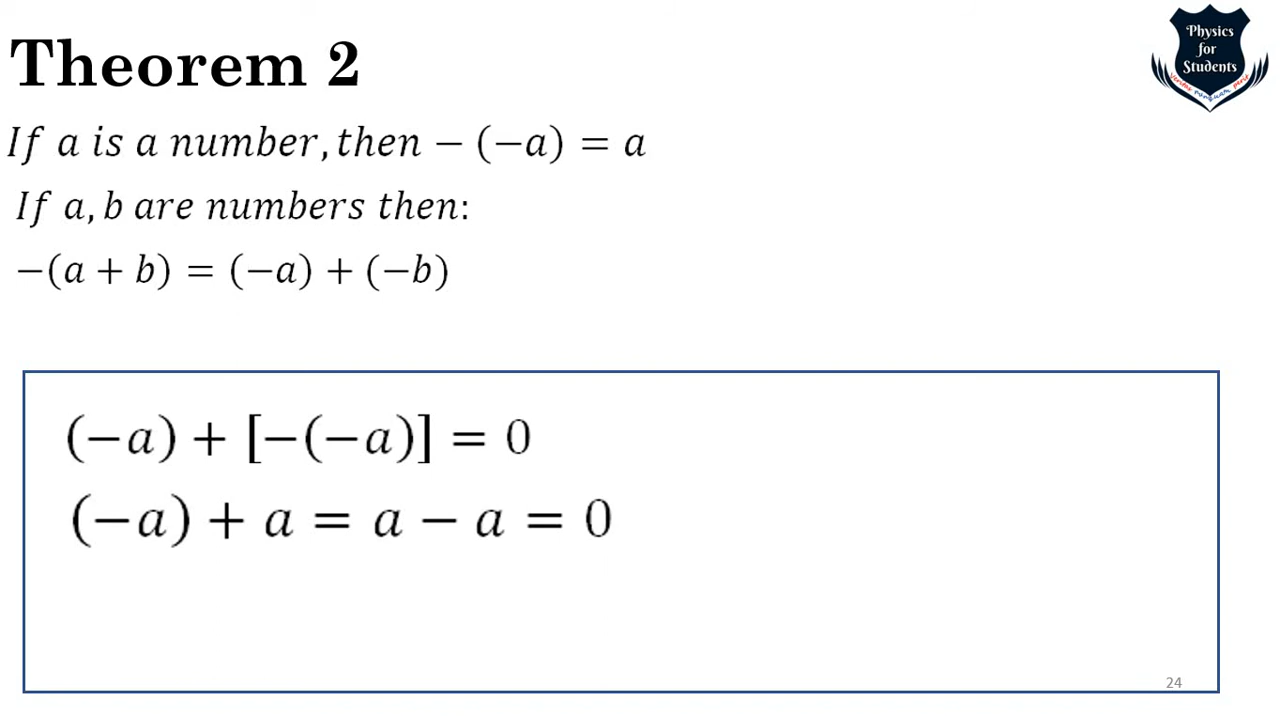 Theorem 2
Physics
for
Students
If a is a number, then − (−a) = a
If a, b are numbers then:
−(a + b) = (−a) + (−b)
(−a) + [−(−a)] = 0
(−a) + a = a − a = 0
24